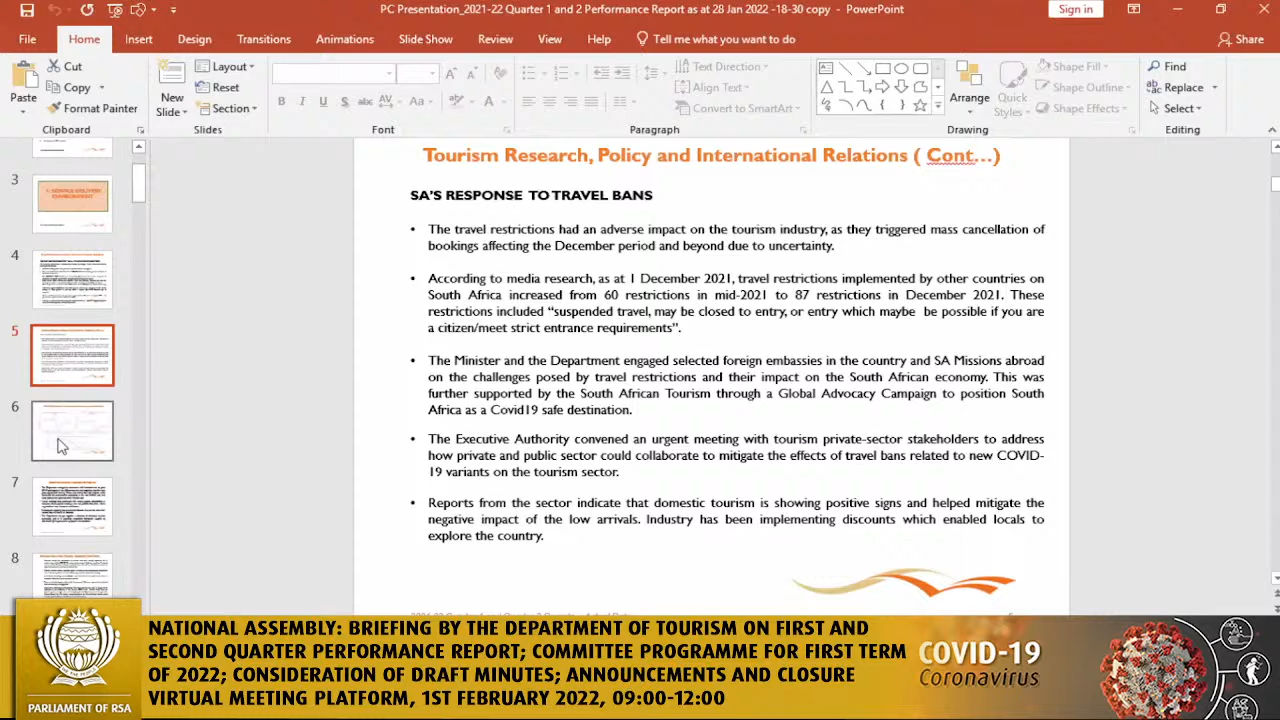 PC Presentation_2021-22 Quarter 1 and 2 Performance Report as at 28 Jan 2022 -18-30 copy - PowerPoint
Sign in
File Home Insert Design Transitions Animations Slide Show Review View Help Tell me what you want to do Share
Paste
Cut
Copy
Format Painter
Clipboard
New
Slide
Layout
Reset
Section
Slides
B I U S abc AV Aa A
Font
Text Direction
Align Text
Convert to SmartArt
Paragraph
Arrange
Quick
Styles
Shape Fill
Shape Outline
Shape Effects
Drawing
Find
Replace
Select
Editing
3
4
5
6
7
8
Tourism Research, Policy and International Relations ( Cont…)
SA'S RESPONSE TO TRAVEL BANS
• The travel restrictions had an adverse impact on the tourism industry, as they triggered mass cancellation of
bookings affecting the December period and beyond due to uncertainty.
• According to media research, as at 1 December 2021, travel restrictions implemented by other countries on
South Africa increased from 60 restrictions in mid-2021 to 87 restrictions in December 2021. These
restrictions included "suspended travel, may be closed to entry, or entry which maybe be possible if you are
a citizen/meet strict entrance requirements".
• The Minister and the Department engaged selected foreign embassies in the country and SA Missions abroad
on the challenges posed by travel restrictions and their impact on the South African economy. This was
further supported by the South African Tourism through a Global Advocacy Campaign to position South
Africa as a Covid19 safe destination.
• The Executive Authority convened an urgent meeting with tourism private-sector stakeholders to address
how private and public sector could collaborate to mitigate the effects of travel bans related to new COVID-
19 variants on the tourism sector.
• Reports from the sector indicate that domestic tourism is showing positive signs and helped mitigate the
negative impact of the low arrivals. Industry has been implementing discounts which enabled locals to
explore the country.
NATIONAL ASSEMBLY: BRIEFING BY THE DEPARTMENT OF TOURISM ON FIRST AND
SECOND QUARTER PERFORMANCE REPORT; COMMITTEE PROGRAMME FOR FIRST TERM
OF 2022; CONSIDERATION OF DRAFT MINUTES; ANNOUNCEMENTS AND CLOSURE
VIRTUAL MEETING PLATFORM, 1ST FEBRUARY 2022, 09:00-12:00
PARLIAMENT OF RSA
COVID-19
Coronavirus